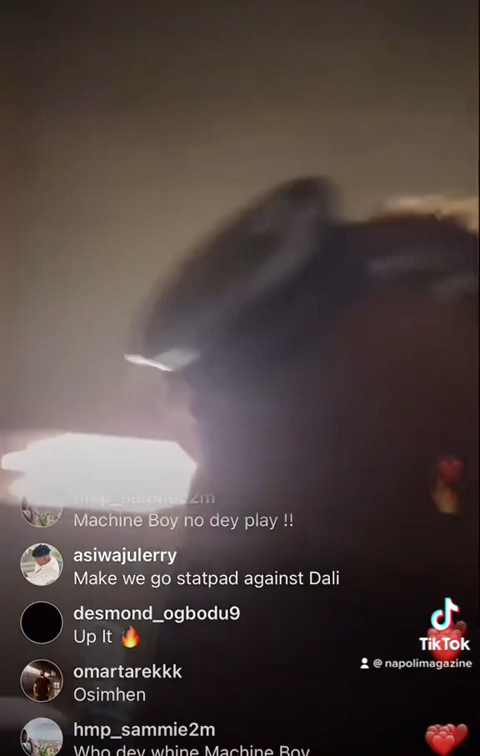 hmp_sammie2m
Machine Boy no dey play !!
asiwajulerry
Make we go statpad against Dali
desmond_ogbodu9
Up It 🔥
omartarekkk
Osimhen
TikTok
@napolimagazine
hmp_sammie2m
Who dey whine Machine Boy